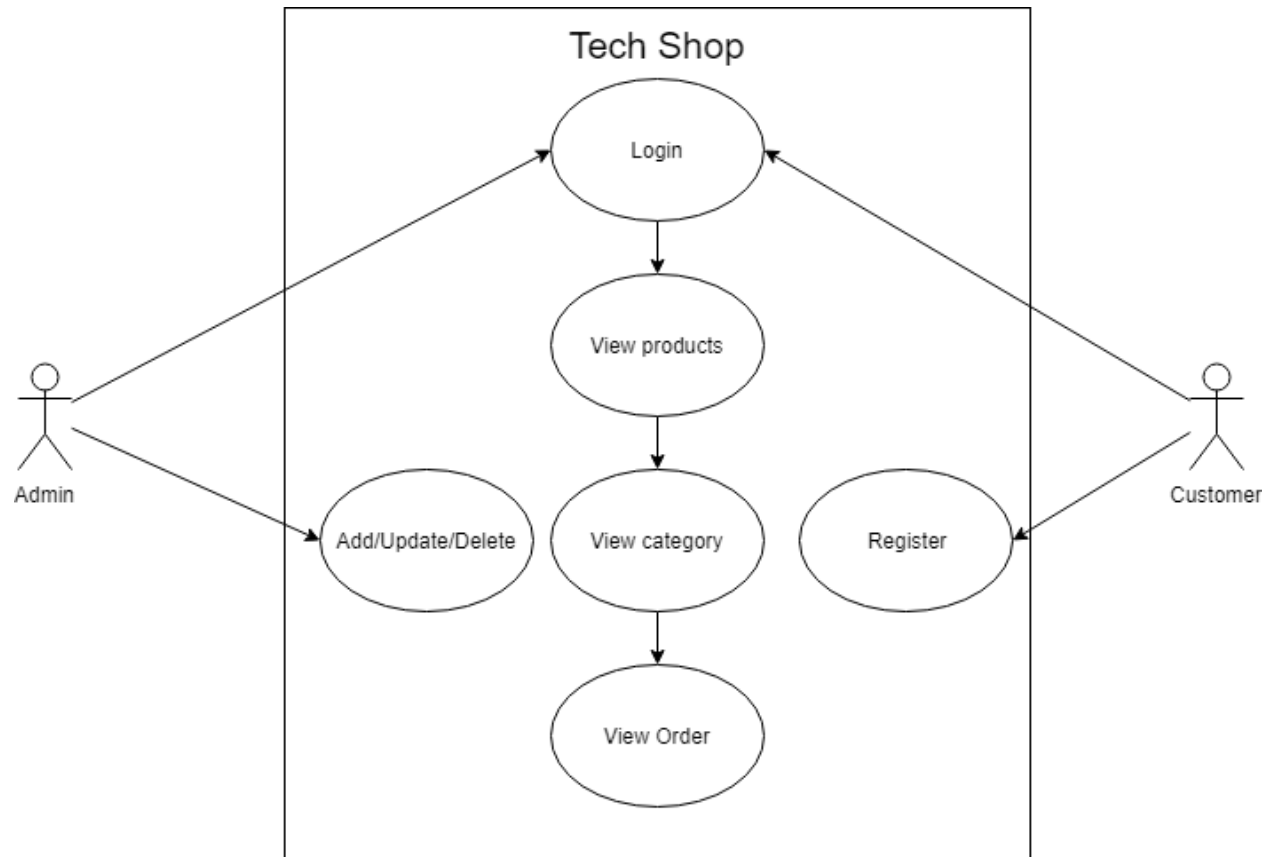 Tech Shop
Login
View products
Admin
Customer
Add/Update/Delete
View category
Register
View Order